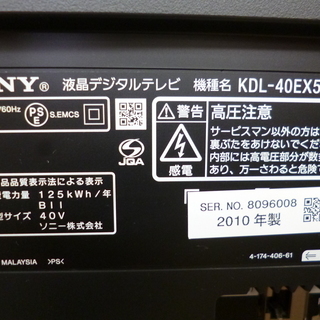 NY® 液晶デジタルテレビ 機種名 KDL-40EX5
/60Hz PS E S.EMCS
高圧注意
サービスマン以外の方は
裏ぶたをあけないでくだ
内部には高電圧部分が数
あり、万一さわると危険で
感電
JQA
品品質表示法による表示
電力量 125kWh/年
BII
型サイズ 40V
ソニー株式会社
SER. NO. 8096008
2010 年製
MALAYSIA >PS<
4-174-406-61